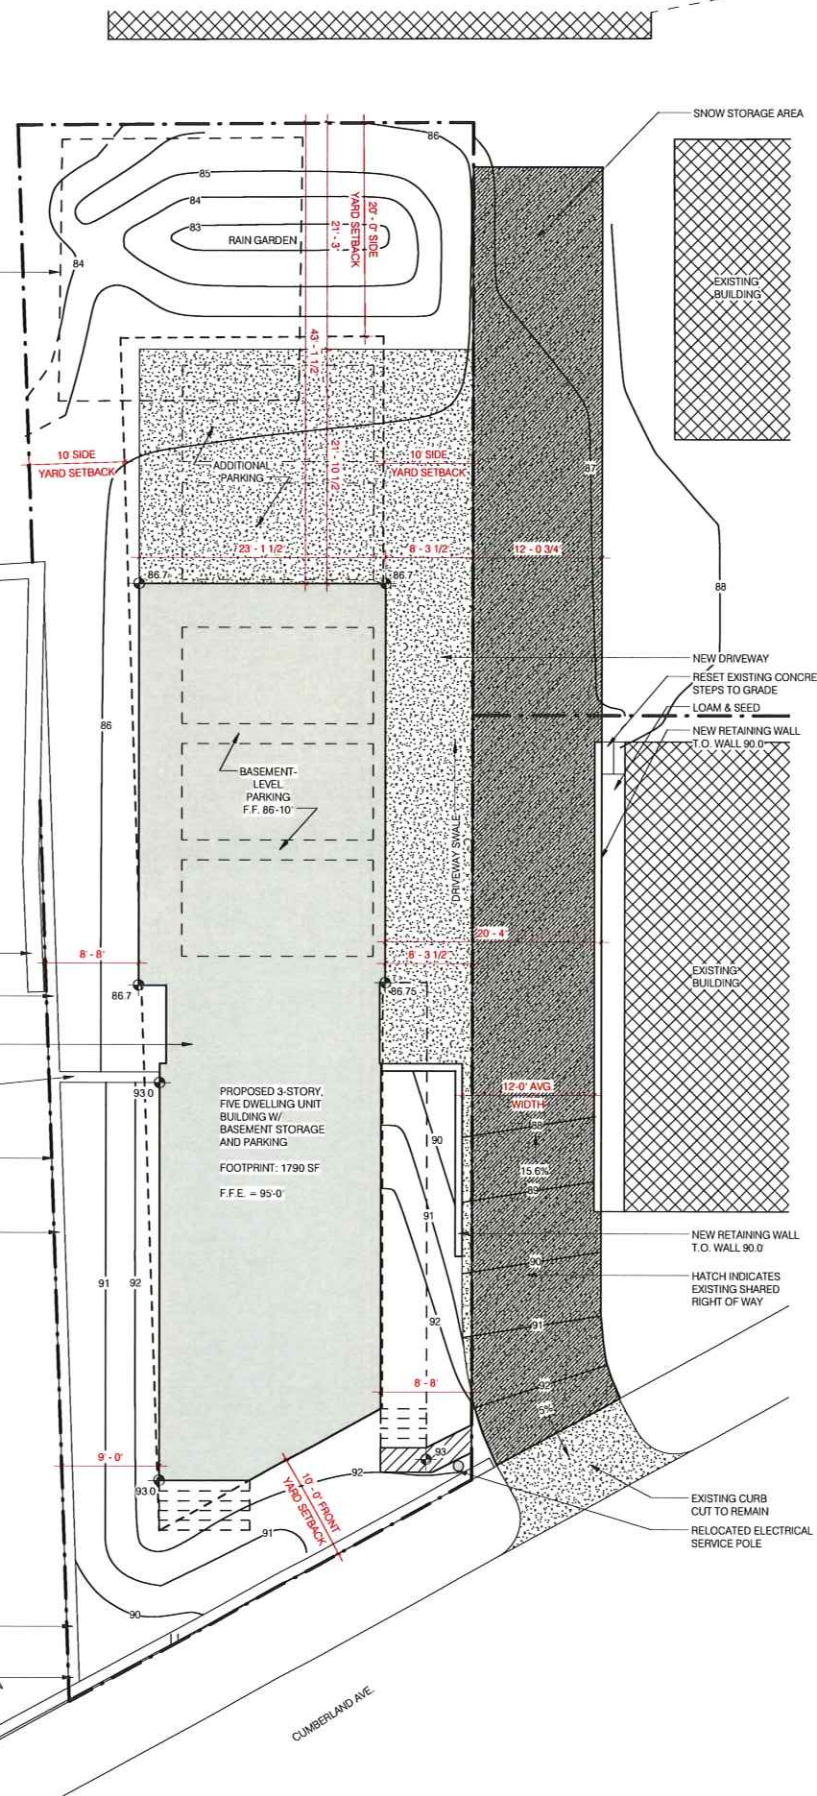 SNOW STORAGE AREA
86
85
84
83
RAIN GARDEN
20' - 0' SIDE
YARD SETBACK
21' - 3"
84
EXISTING
BUILDING
43' - 1 1/2"
10' SIDE
YARD SETBACK
ADDITIONAL
PARKING
21' - 10 1/2"
10' SIDE
YARD SETBACK
87
23 - 1 1/2"
8' - 3 1/2"
12' - 0 3/4"
86.7
86.7
88
NEW DRIVEWAY
RESET EXISTING CONCRE
STEPS TO GRADE
LOAM & SEED
NEW RETAINING WALL
T.O. WALL 90.0
86
BASEMENT-
LEVEL
PARKING
F.F. 86-10"
DRIVEWAY SWALE
20' - 4"
8' - 8"
8' - 3 1/2"
EXISTING
BUILDING
86.7
86.75
93.0
PROPOSED 3-STORY,
FIVE DWELLING UNIT
BUILDING W/
BASEMENT STORAGE
AND PARKING
FOOTPRINT: 1790 SF
F.F.E. = 95'-0"
12'-0" AVG.
WIDTH
88
90
15.6%
89
91
NEW RETAINING WALL
T.O. WALL 90.0'
90
HATCH INDICATES
EXISTING SHARED
RIGHT OF WAY
91
92
92
91
92
8' - 8"
5%
9' - 0"
93
92
93.0
10' - 0" FRONT
YARD SETBACK
91
EXISTING CURB
CUT TO REMAIN
RELOCATED ELECTRICAL
SERVICE POLE
90
CUMBERLAND AVE.